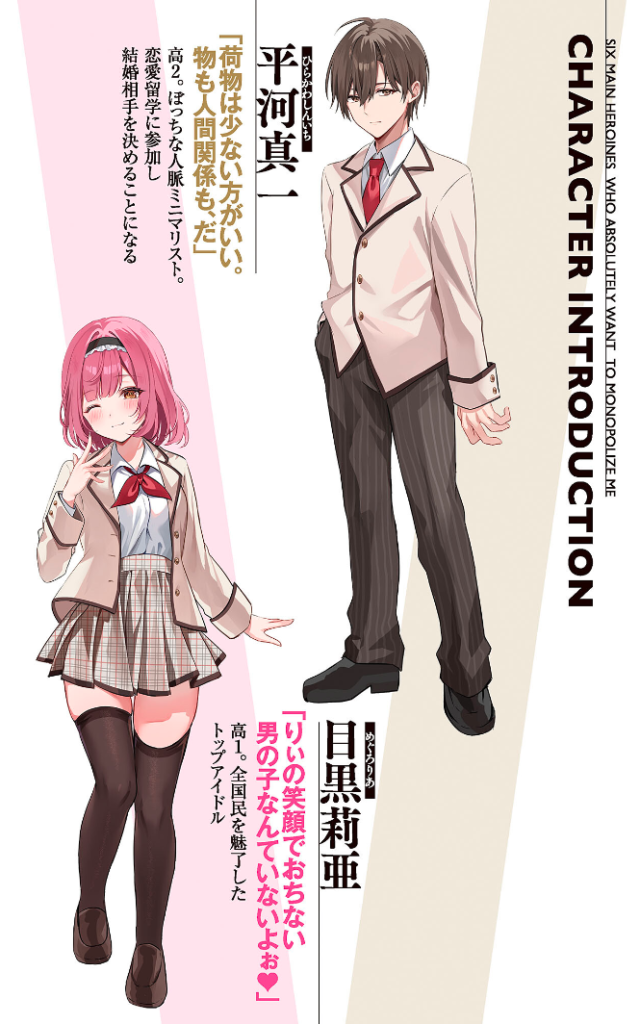 SIX MAIN HEROINES WHO ABSOLUTELY WANT TO MONOPOLIZE ME
CHARACTER INTRODUCTION
ひらかわしんいち
平河真一
「荷物は少ない方がいい。
物も人間関係も、だ」
高2。ぼっちな人脈ミニマリスト。
恋愛留学に参加し
結婚相手を決めることになる
めぐろりあ
目黒莉亜
「りぃの笑顔でおちない
男の子なんていないよぉ♥」
高1。全国民を魅了した
トップアイドル